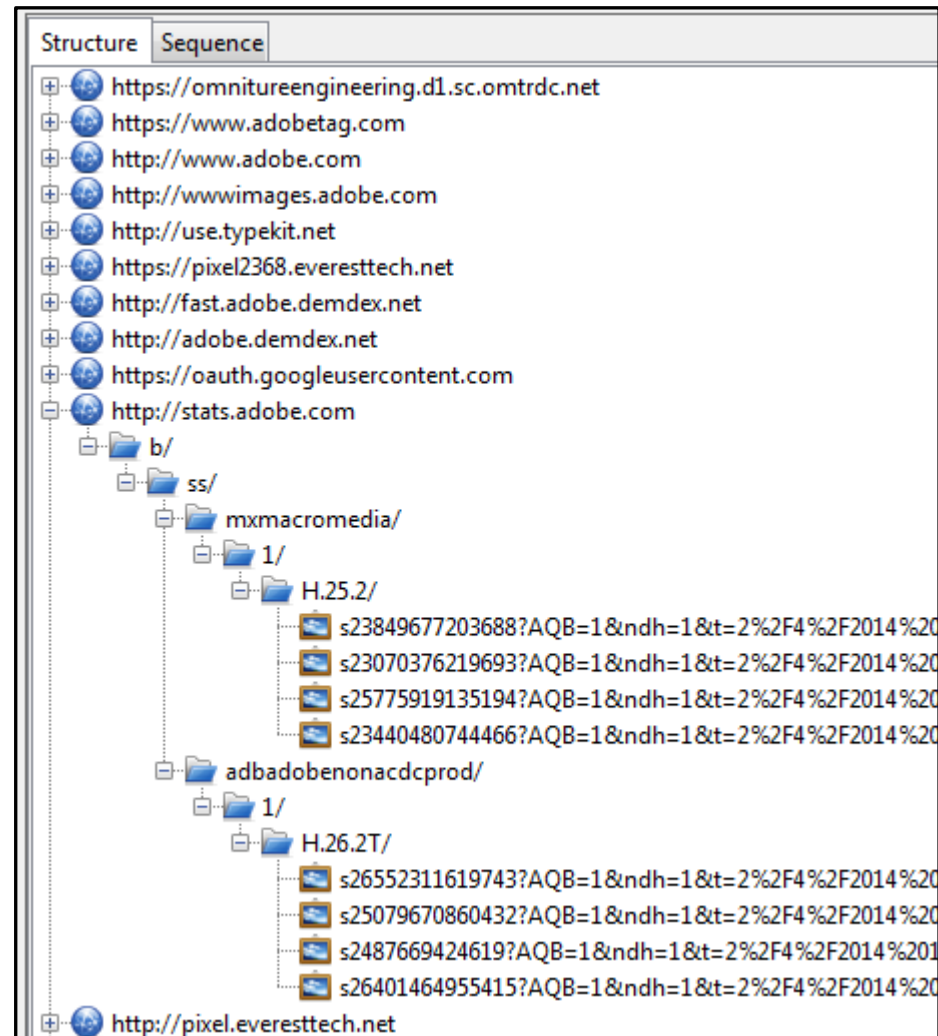 Structure Sequence
https://omnitureengineering.d1.sc.omtrdc.net
https://www.adobetag.com
http://www.adobe.com
http://wwwimages.adobe.com
http://use.typekit.net
https://pixel2368.everesttech.net
http://fast.adobe.demdex.net
http://adobe.demdex.net
https://oauth.googleusercontent.com
http://stats.adobe.com
b/
ss/
mxmacromedia/
1/
H.25.2/
s23849677203688?AQB=1&ndh=1&t=2%2F4%2F2014%20
s23070376219693?AQB=1&ndh=1&t=2%2F4%2F2014%20
s25775919135194?AQB=1&ndh=1&t=2%2F4%2F2014%20
s23440480744466?AQB=1&ndh=1&t=2%2F4%2F2014%20
adbadobenonacdcprod/
1/
H.26.2T/
s26552311619743?AQB=1&ndh=1&t=2%2F4%2F2014%20
s25079670860432?AQB=1&ndh=1&t=2%2F4%2F2014%20
s2487669424619?AQB=1&ndh=1&t=2%2F4%2F2014%201
s26401464955415?AQB=1&ndh=1&t=2%2F4%2F2014%20
http://pixel.everesttech.net